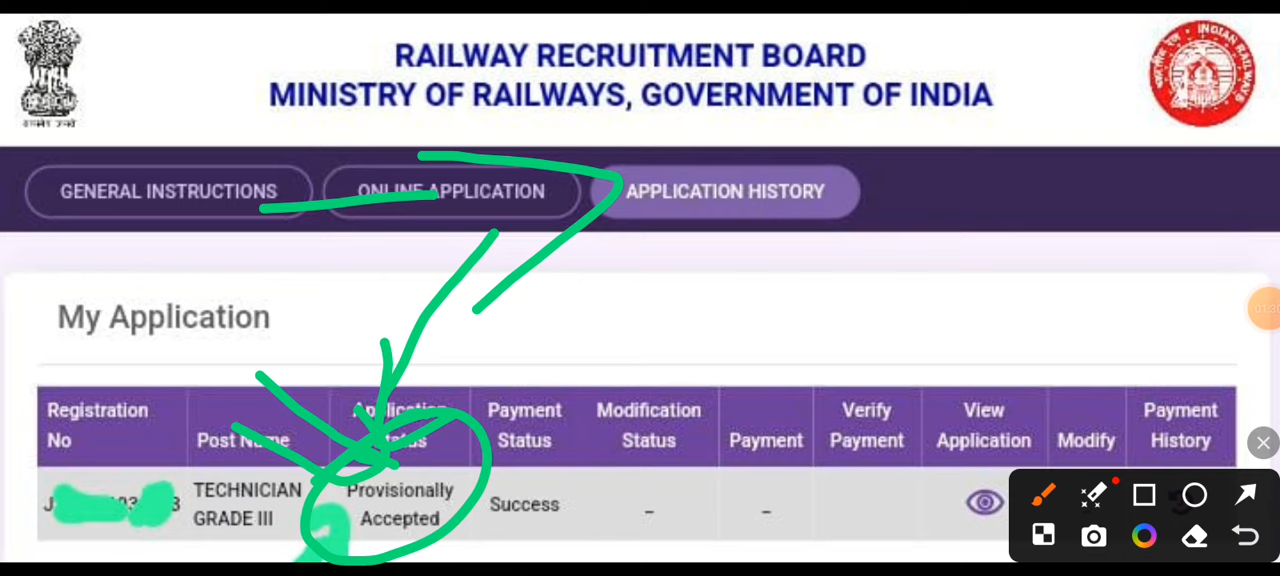 RAILWAY RECRUITMENT BOARD
MINISTRY OF RAILWAYS, GOVERNMENT OF INDIA
GENERAL INSTRUCTIONS
ONLINE APPLICATION
APPLICATION HISTORY
My Application
Registration No
Post Name
Application Status
Payment Status
Modification Status
Payment
Verify Payment
View Application
Modify
Payment History
TECHNICIAN GRADE III
Provisionally Accepted
Success